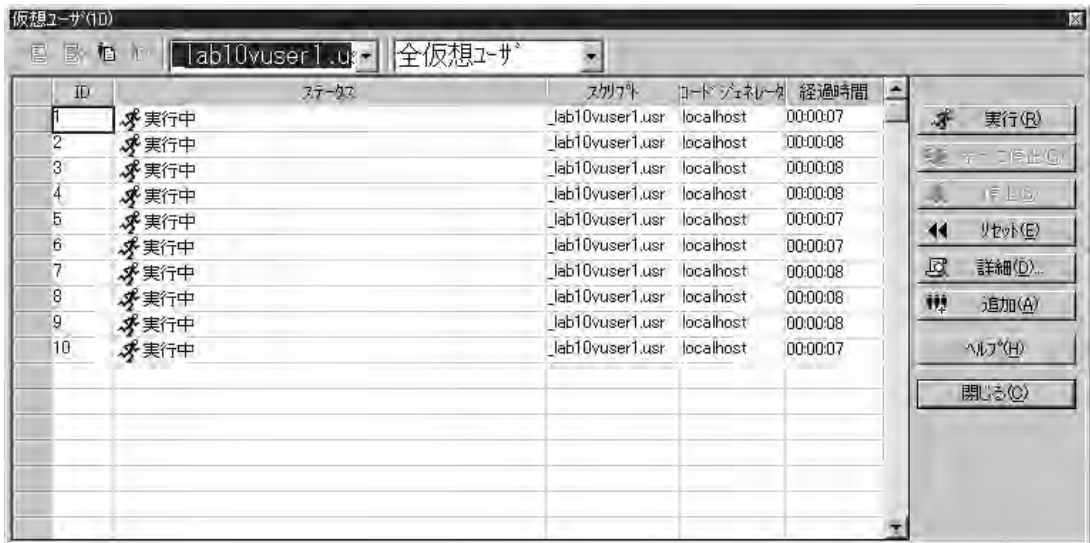 仮想ユーザ(10)
_lab10vuser1.us 全仮想ユーザ
ID ステータス スクリプト ロードジェネレータ 経過時間
1 実行中 _lab10vuser1.usr localhost 00:00:07
2 実行中 _lab10vuser1.usr localhost 00:00:08
3 実行中 _lab10vuser1.usr localhost 00:00:08
4 実行中 _lab10vuser1.usr localhost 00:00:08
5 実行中 _lab10vuser1.usr localhost 00:00:07
6 実行中 _lab10vuser1.usr localhost 00:00:07
7 実行中 _lab10vuser1.usr localhost 00:00:08
8 実行中 _lab10vuser1.usr localhost 00:00:08
9 実行中 _lab10vuser1.usr localhost 00:00:08
10 実行中 _lab10vuser1.usr localhost 00:00:07
実行(R)
停止(S)
リセット(E)
詳細(D)...
追加(A)
ヘルプ(H)
閉じる(C)